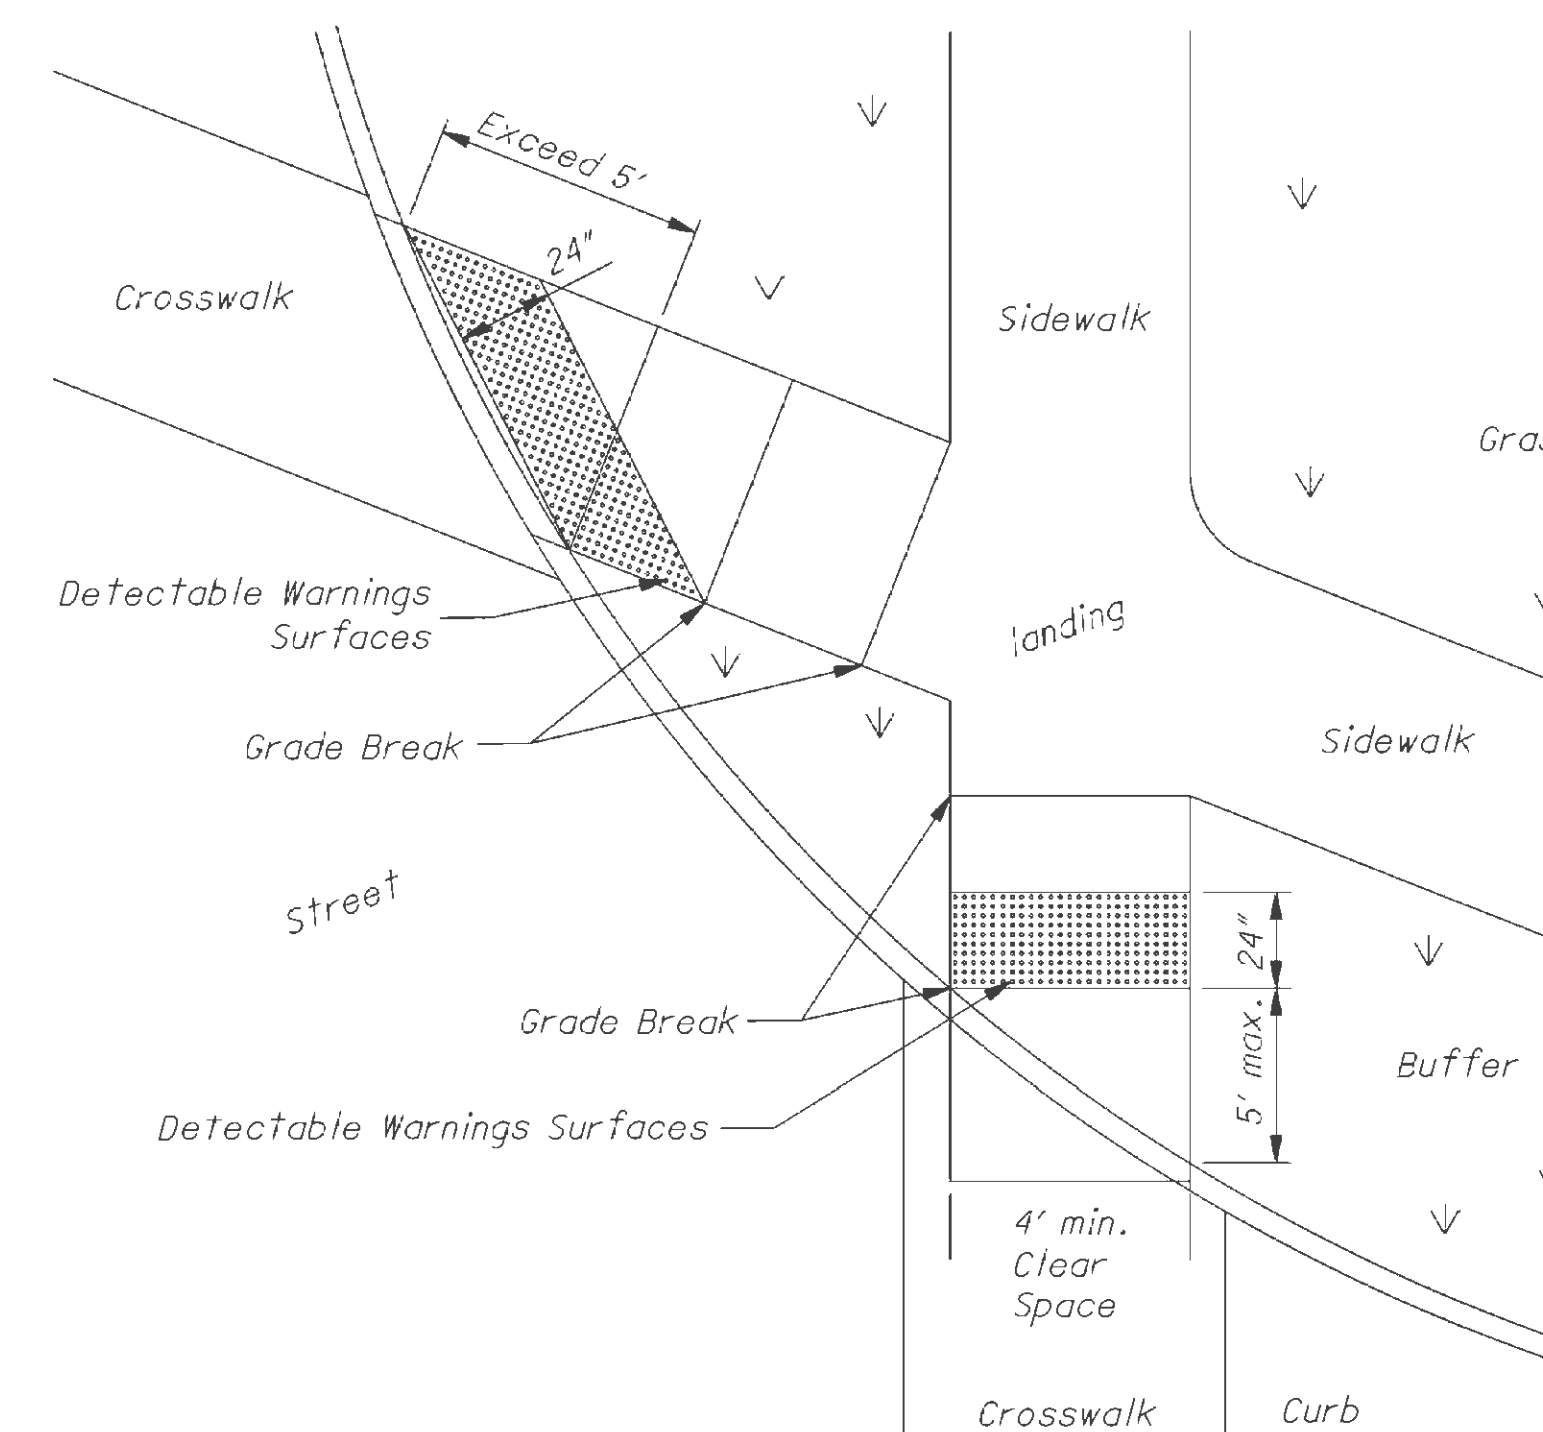 Exceed 5'
24"
Crosswalk
Sidewalk
Gras
Detectable Warnings
Surfaces
landing
Grade Break
Sidewalk
Street
24"
Grade Break
5' max.
Buffer
Detectable Warnings Surfaces
4' min.
Clear
Space
Crosswalk
Curb